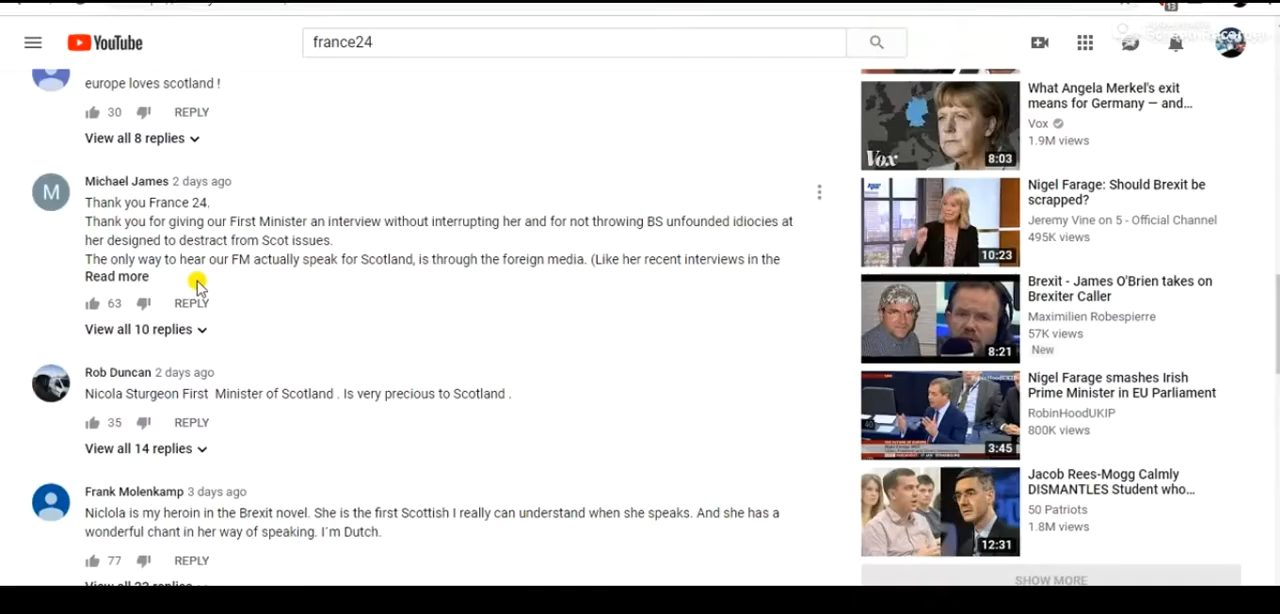 YouTube
france24
13
europe loves scotland !
30 REPLY
View all 8 replies
M
Michael James 2 days ago
Thank you France 24.
Thank you for giving our First Minister an interview without interrupting her and for not throwing BS unfounded idiocies at
her designed to destract from Scot issues.
The only way to hear our FM actually speak for Scotland, is through the foreign media. (Like her recent interviews in the
Read more
63 REPLY
View all 10 replies
Rob Duncan 2 days ago
Nicola Sturgeon First Minister of Scotland . Is very precious to Scotland .
35 REPLY
View all 14 replies
Frank Molenkamp 3 days ago
Niclola is my heroin in the Brexit novel. She is the first Scottish I really can understand when she speaks. And she has a
wonderful chant in her way of speaking. I´m Dutch.
77 REPLY
Vox
8:03
What Angela Merkel's exit
means for Germany — and...
Vox
1.9M views
10:23
Nigel Farage: Should Brexit be
scrapped?
Jeremy Vine on 5 - Official Channel
495K views
8:21
Brexit - James O'Brien takes on
Brexiter Caller
Maximilien Robespierre
57K views
New
3:45
Nigel Farage smashes Irish
Prime Minister in EU Parliament
RobinHoodUKIP
800K views
12:31
Jacob Rees-Mogg Calmly
DISMANTLES Student who...
50 Patriots
1.8M views
SHOW MORE